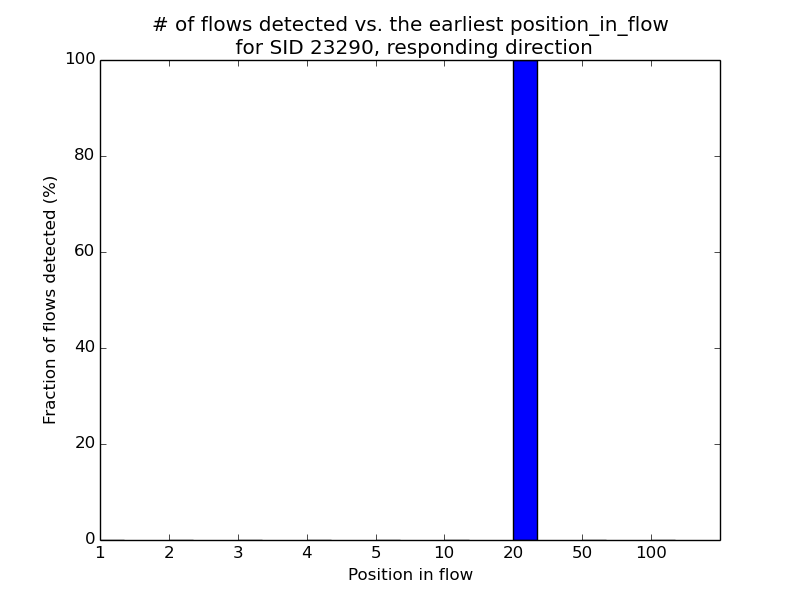 # of flows detected vs. the earliest position_in_flow
for SID 23290, responding direction
100
80
60
40
20
0
Fraction of flows detected (%)
1 2 3 4 5 10 20 50 100
Position in flow